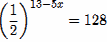 (1/2)^{13-5x} = 128